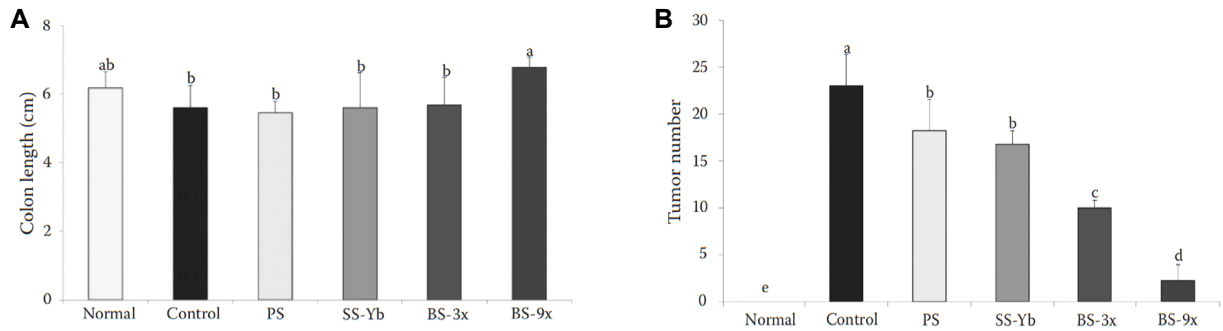 A
Colon length (cm)
8
6
4
2
0
ab
b
b
b
b
a
Normal Control PS SS-Yb BS-3x BS-9x
B
Tumor number
30
25
20
15
10
5
0
e
a
b
b
c
d
Normal Control PS SS-Yb BS-3x BS-9x